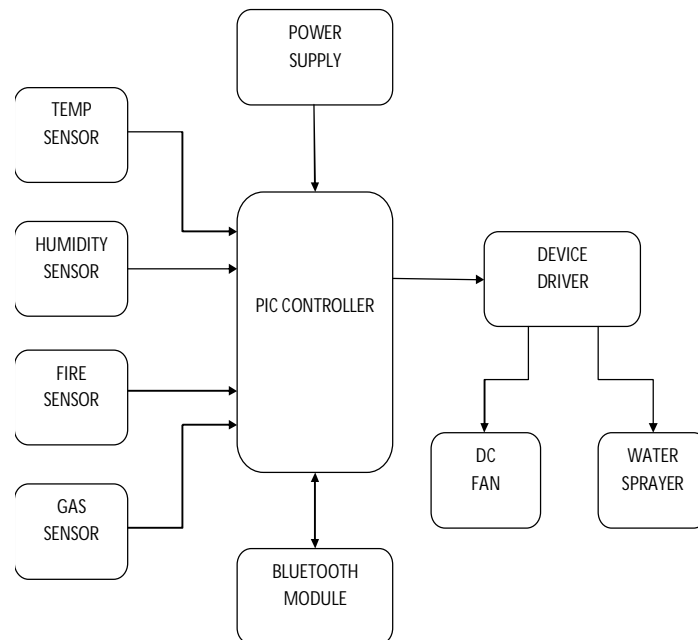 POWER
SUPPLY
TEMP
SENSOR
HUMIDITY
SENSOR
PIC CONTROLLER
DEVICE
DRIVER
FIRE
SENSOR
DC
FAN
WATER
SPRAYER
GAS
SENSOR
BLUETOOTH
MODULE